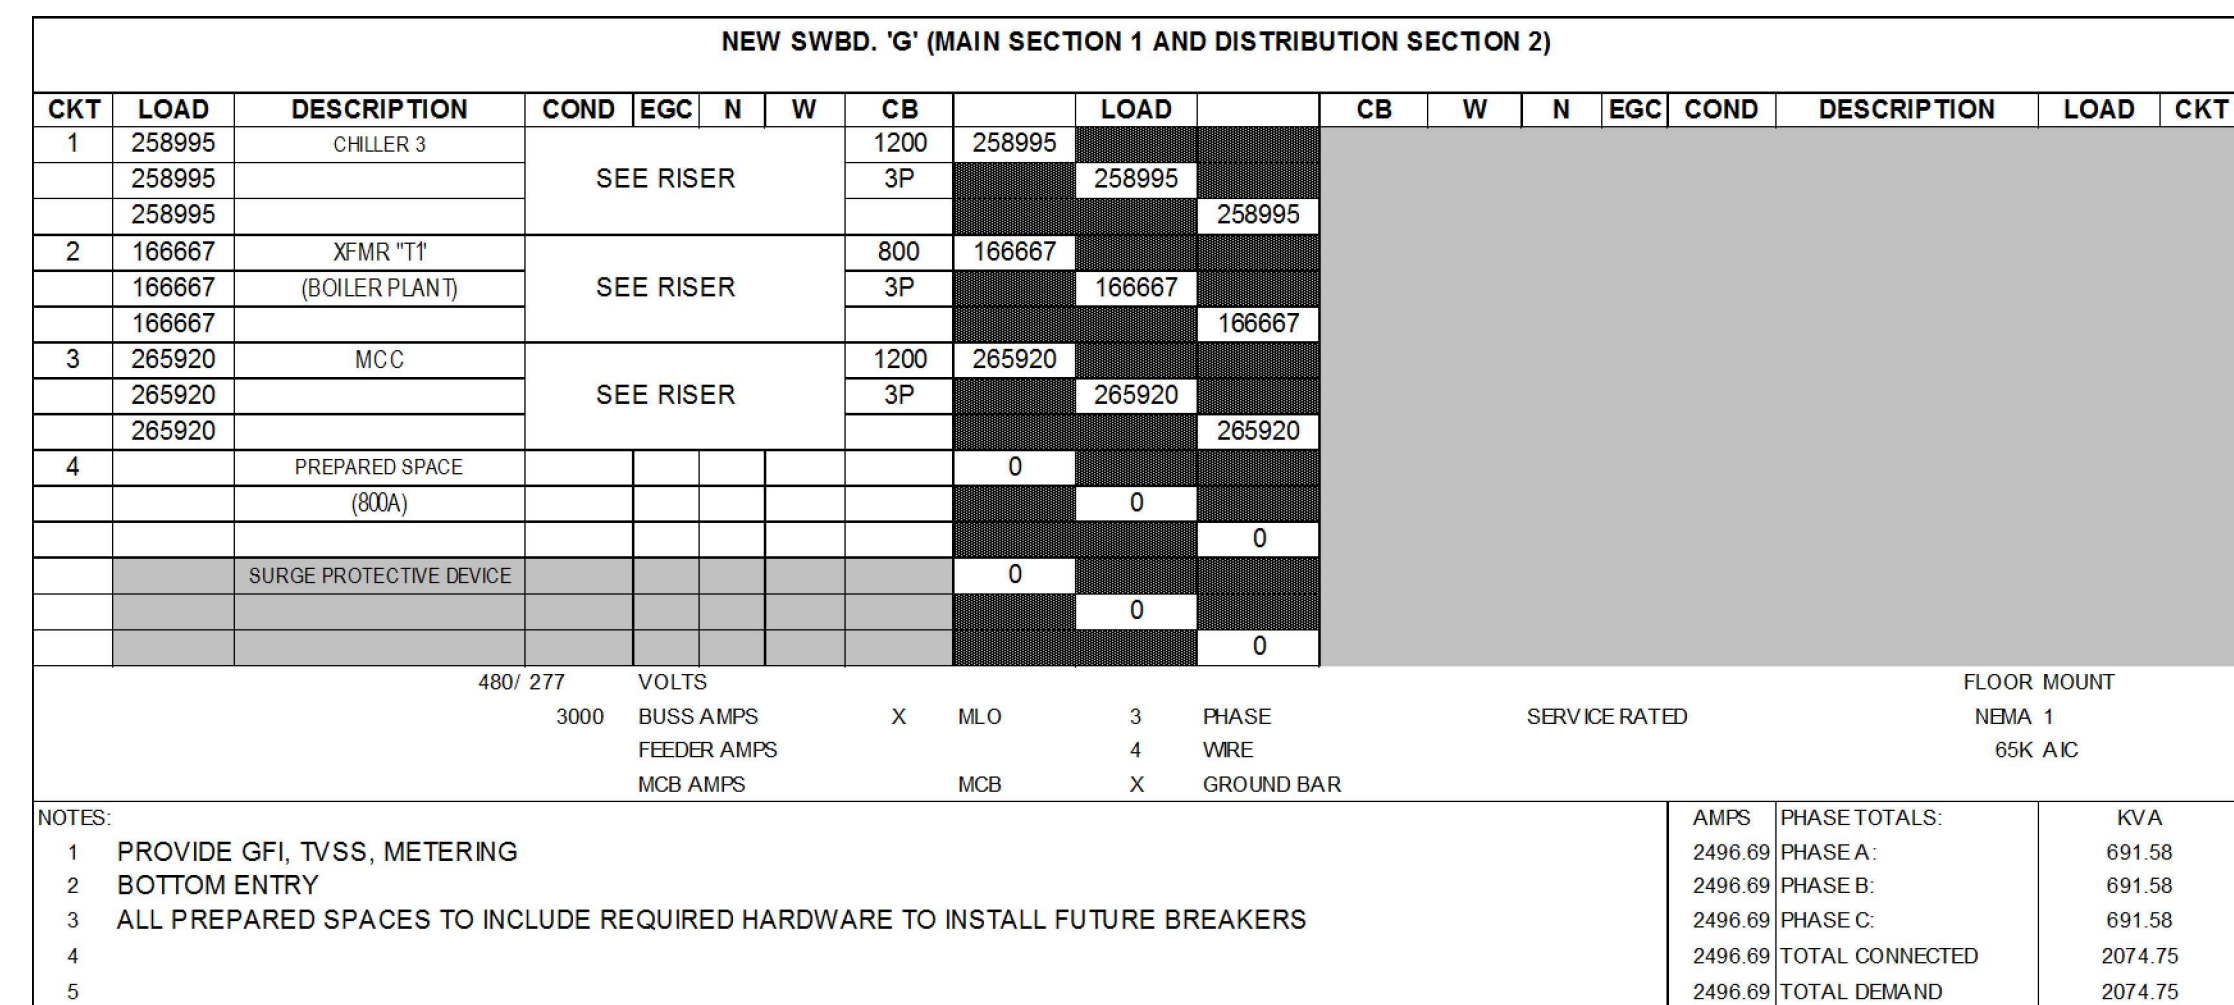 NEW SWBD. 'G' (MAIN SECTION 1 AND DISTRIBUTION SECTION 2)
CKT LOAD DESCRIPTION COND EGC N W CB LOAD CB W N EGC COND DESCRIPTION LOAD CKT
1 258995 CHILLER 3 1200 258995
258995 SEE RISER 3P 258995
258995 258995
2 166667 XFMR "T1' 800 166667
166667 (BOILER PLANT) SEE RISER 3P 166667
166667 166667
3 265920 MCC 1200 265920
265920 SEE RISER 3P 265920
265920 265920
4 PREPARED SPACE 0
(800A) 0
0
SURGE PROTECTIVE DEVICE 0
0
0
480/ 277 VOLTS FLOOR MOUNT
3000 BUSS AMPS X MLO 3 PHASE SERVICE RATED NEMA 1
FEEDER AMPS 4 WIRE 65K AIC
MCB AMPS MCB X GROUND BAR
NOTES: AMPS PHASE TOTALS: KVA
1 PROVIDE GFI, TVSS, METERING 2496.69 PHASE A: 691.58
2 BOTTOM ENTRY 2496.69 PHASE B: 691.58
3 ALL PREPARED SPACES TO INCLUDE REQUIRED HARDWARE TO INSTALL FUTURE BREAKERS 2496.69 PHASE C: 691.58
4 2496.69 TOTAL CONNECTED 2074.75
5 2496.69 TOTAL DEMAND 2074.75